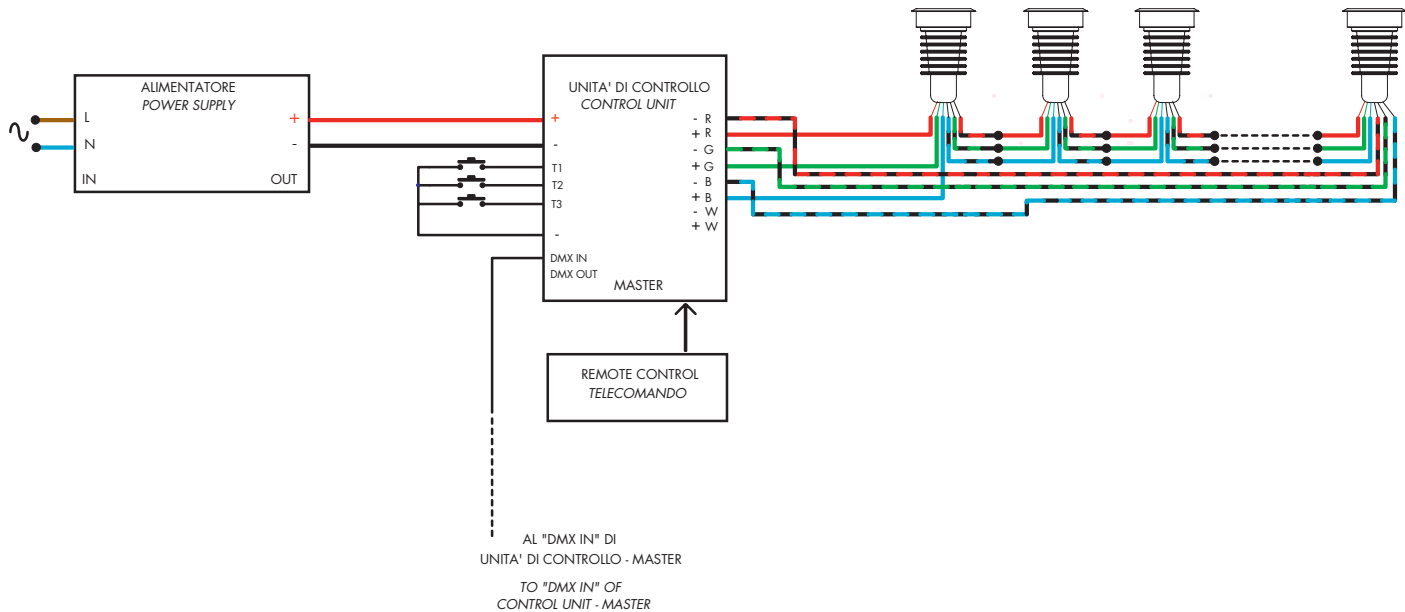 ALIMENTATORE
POWER SUPPLY
L
+
N
-
IN
OUT
UNITA' DI CONTROLLO
CONTROL UNIT
+
-
T1
T2
T3
-
DMX IN
DMX OUT
- R
+ R
- G
+ G
- B
+ B
- W
+ W
MASTER
REMOTE CONTROL
TELECOMANDO
AL "DMX IN" DI
UNITA' DI CONTROLLO - MASTER
TO "DMX IN" OF
CONTROL UNIT - MASTER